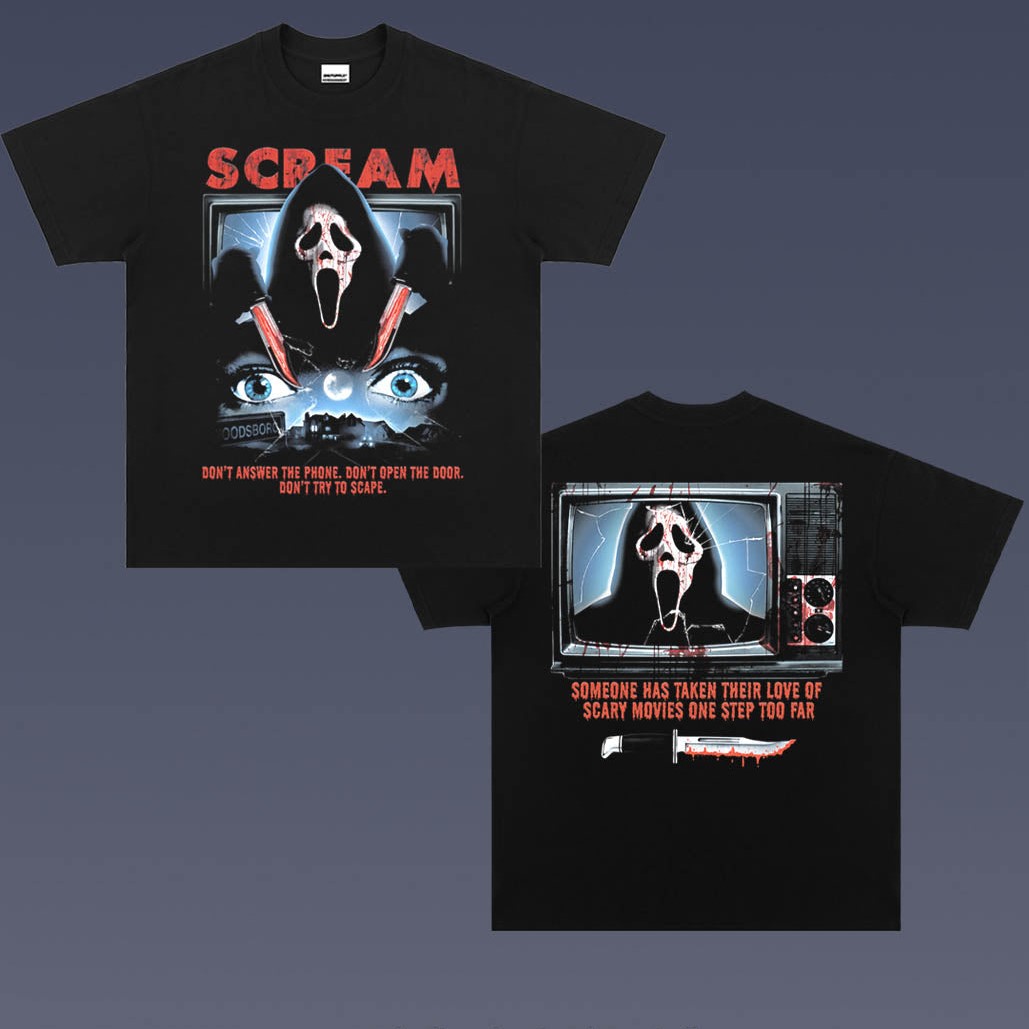 SCREAM
OODSBORO
DON'T ANSWER THE PHONE. DON'T OPEN THE DOOR.
DON'T TRY TO SCAPE.
SOMEONE HAS TAKEN THEIR LOVE OF
SCARY MOVIES ONE STEP TOO FAR